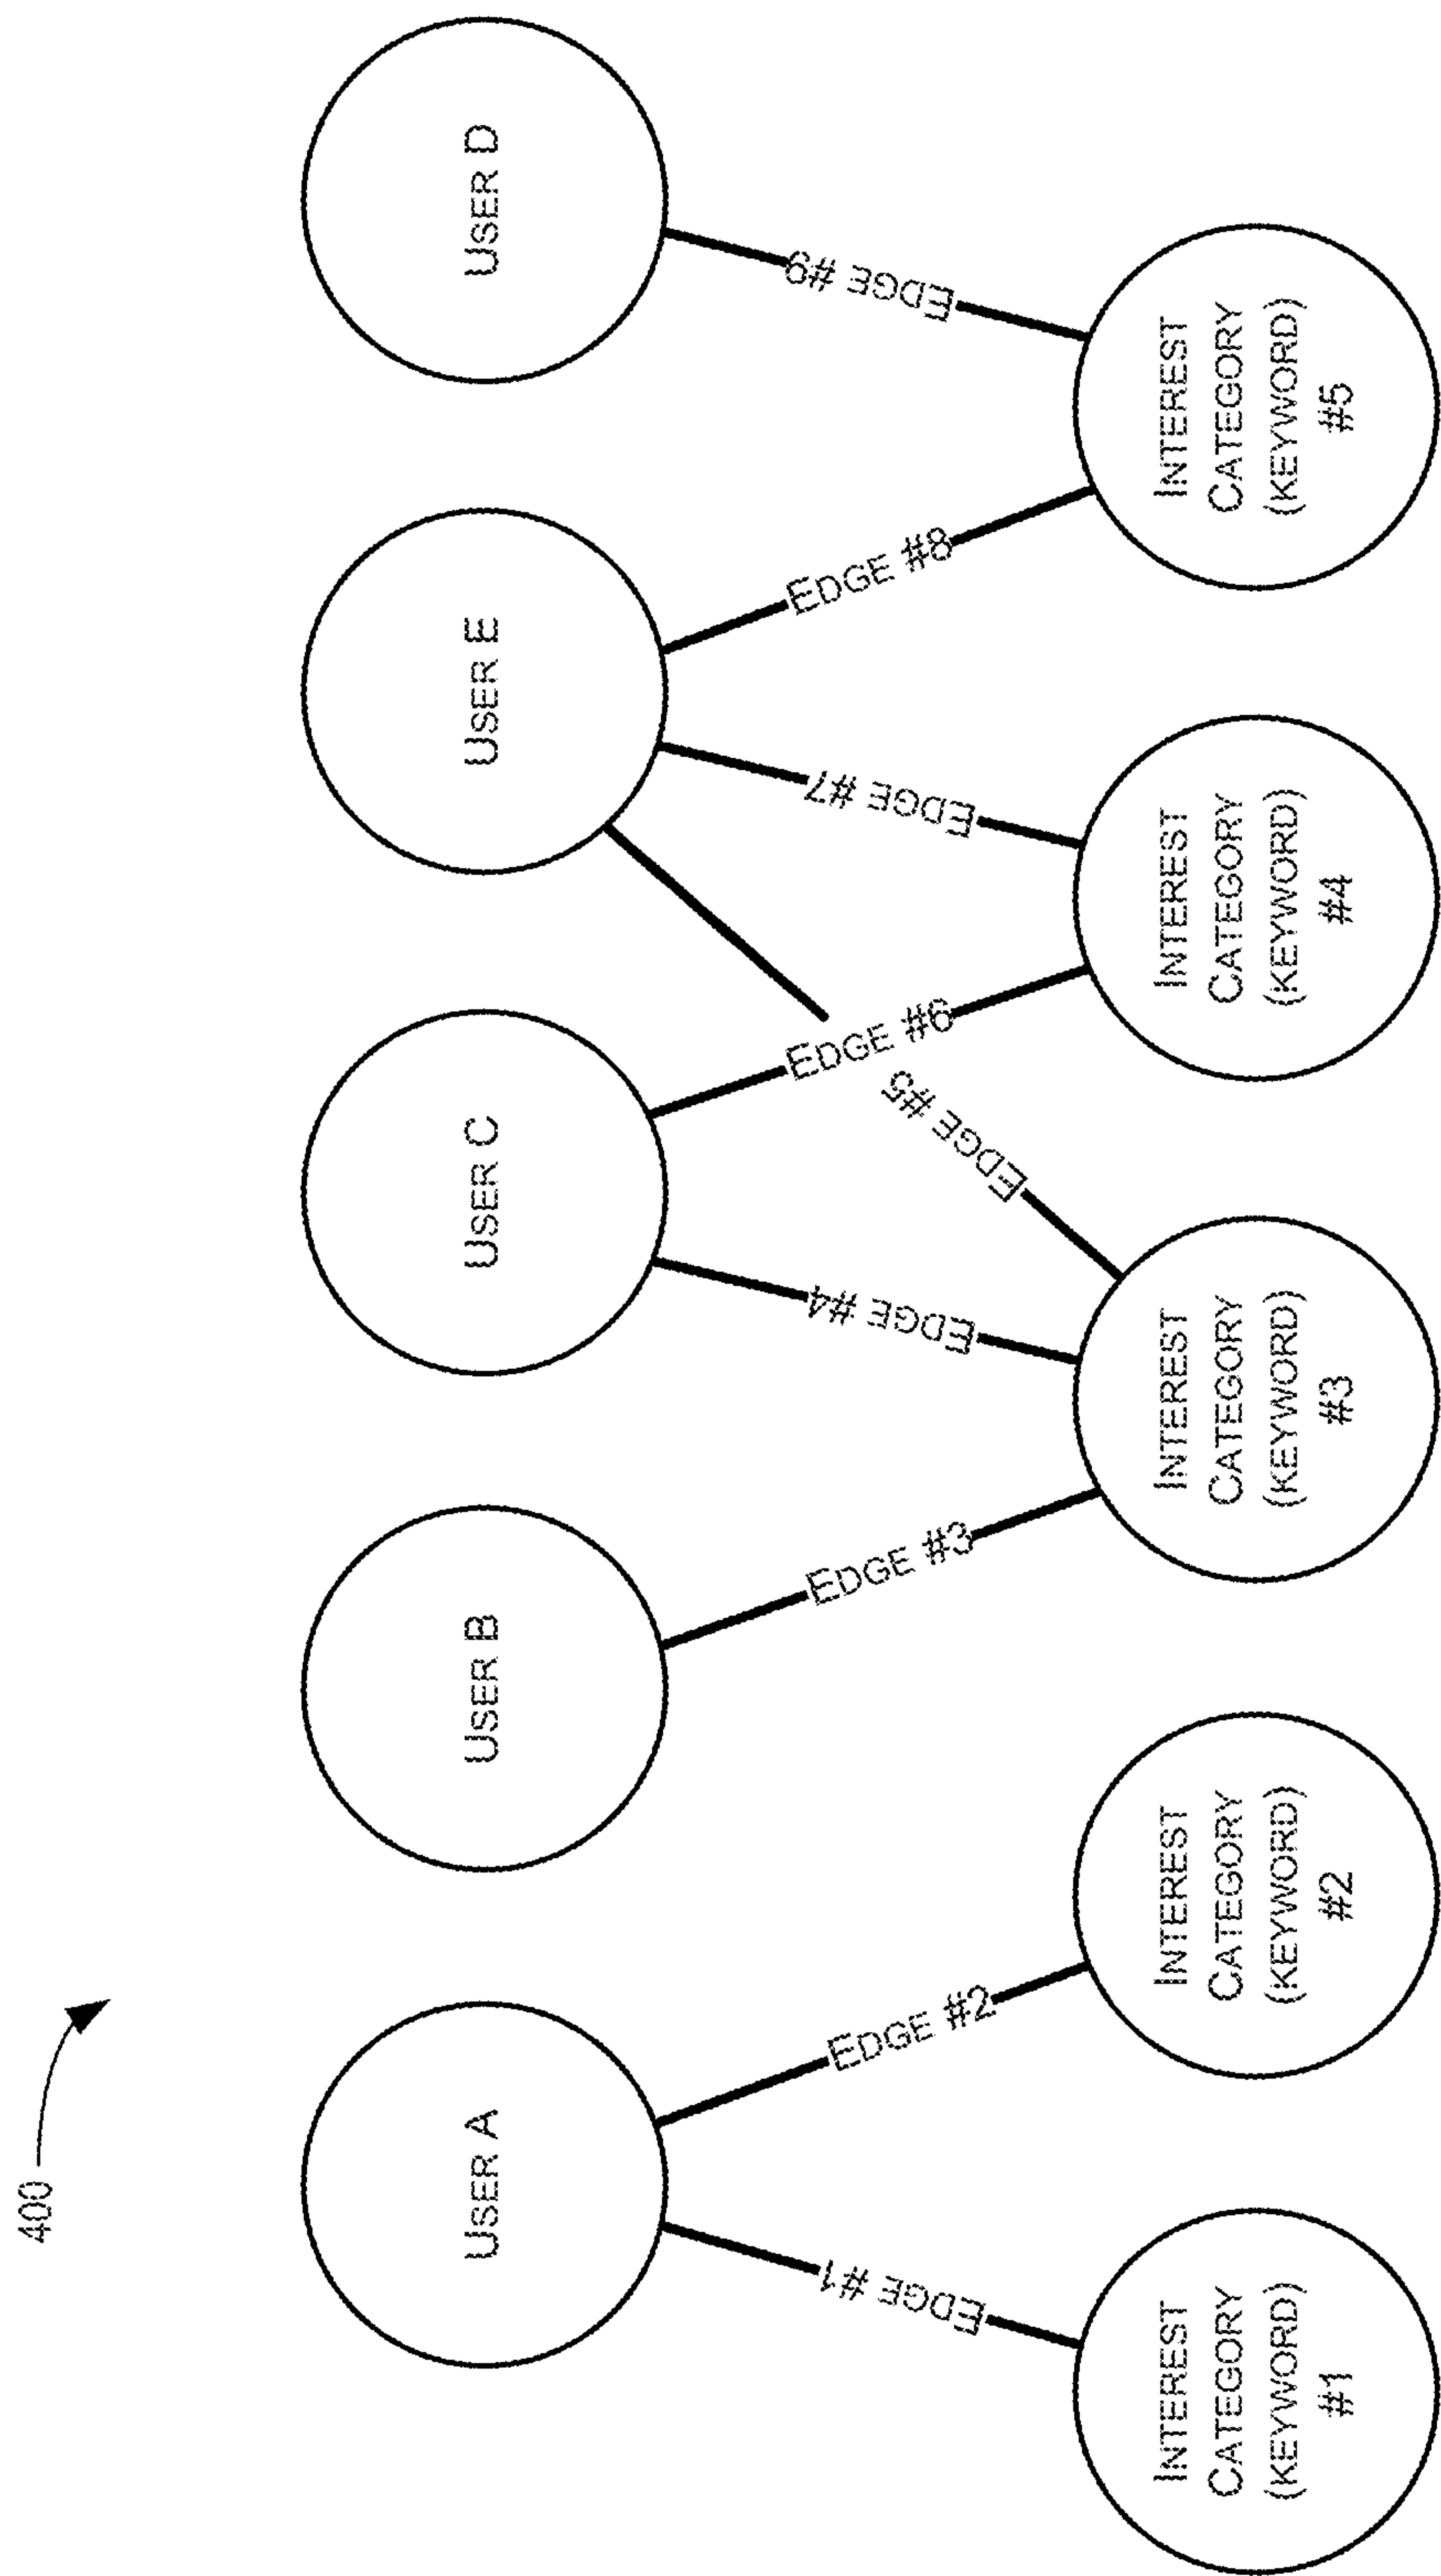 400
USER A
USER B
USER C
USER E
USER D
EDGE #1
EDGE #2
EDGE #3
EDGE #4
EDGE #5
EDGE #6
EDGE #7
EDGE #8
EDGE #9
INTEREST
CATEGORY
(KEYWORD)
#1
INTEREST
CATEGORY
(KEYWORD)
#2
INTEREST
CATEGORY
(KEYWORD)
#3
INTEREST
CATEGORY
(KEYWORD)
#4
INTEREST
CATEGORY
(KEYWORD)
#5